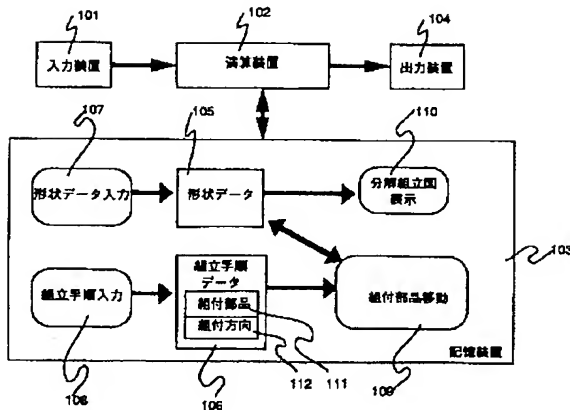 101
102
104
入力装置
演算装置
出力装置
107
105
110
形状データ入力
形状データ
分解組立図
表示
103
組立手順入力
組立手順
データ
組付部品
組付方向
組付部品移動
記憶装置
108
106
112
111
109